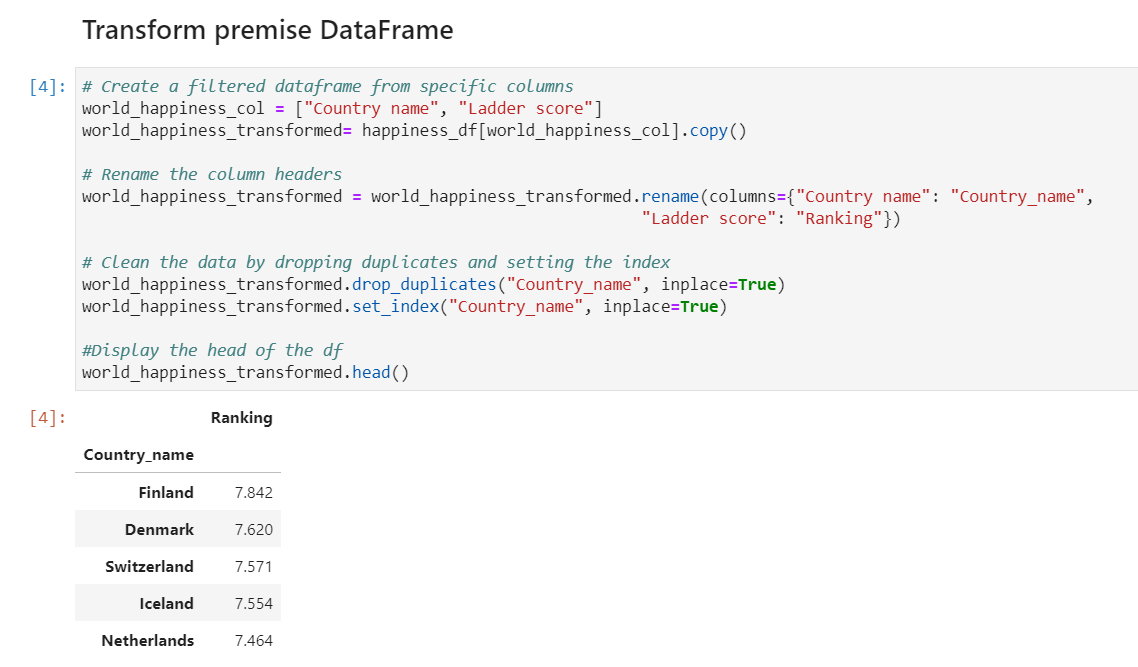 Transform premise DataFrame
[4]: # Create a filtered dataframe from specific columns
world_happiness_col = ["Country name", "Ladder score"]
world_happiness_transformed= happiness_df[world_happiness_col].copy()
# Rename the column headers
world_happiness_transformed = world_happiness_transformed.rename(columns={"Country name": "Country_name",
"Ladder score": "Ranking"})
# Clean the data by dropping duplicates and setting the index
world_happiness_transformed.drop_duplicates("Country_name", inplace=True)
world_happiness_transformed.set_index("Country_name", inplace=True)
#Display the head of the df
world_happiness_transformed.head()
[4]: Ranking
Country_name
Finland 7.842
Denmark 7.620
Switzerland 7.571
Iceland 7.554
Netherlands 7.464